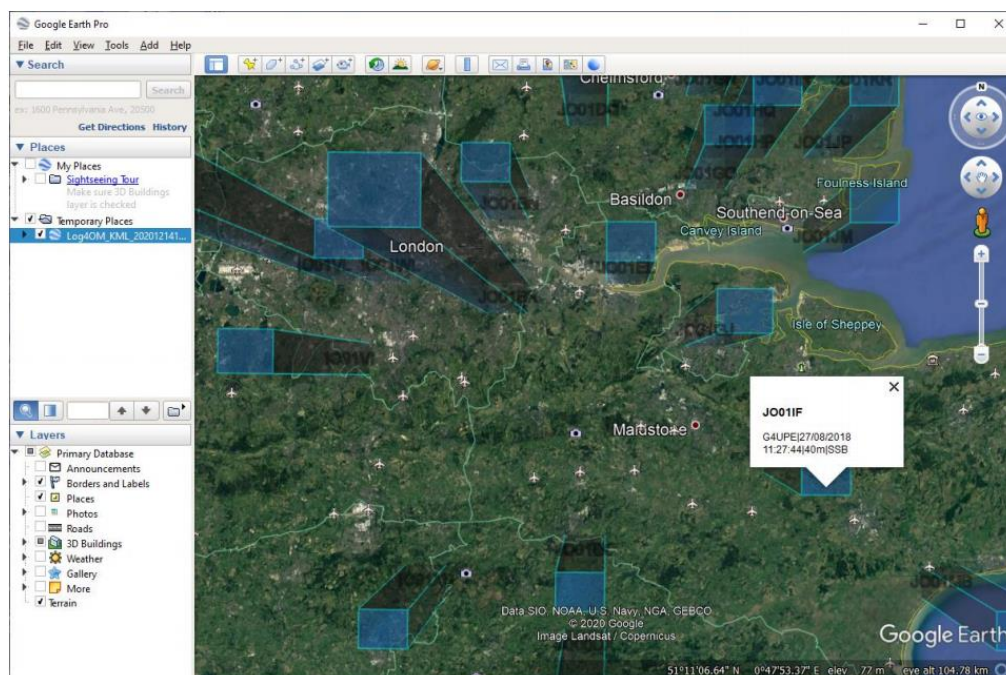 Google Earth Pro
File Edit View Tools Add Help
Search
Search
ex: 1600 Pennsylvania Ave, 20500
Get Directions History
Places
My Places
Sightseeing Tour
Make sure 3D Buildings
layer is checked
Temporary Places
Log4OM_KML_202012141...
Layers
Primary Database
Announcements
Borders and Labels
Places
Photos
Roads
3D Buildings
Weather
Gallery
More
Terrain
Chelmsford
Basildon
Foulness Island
Southend-on-Sea
Canvey Island
London
Isle of Sheppey
Maidstone
JO01IF
G4UPE|27/08/2018
11:27:44|40m|SSB
N
Data SIO, NOAA, U.S. Navy, NGA, GEBCO
© 2020 Google
Image Landsat / Copernicus
Google Earth
51°11'06.64" N 0°47'53.37" E elev 77 m eye alt 104.78 km